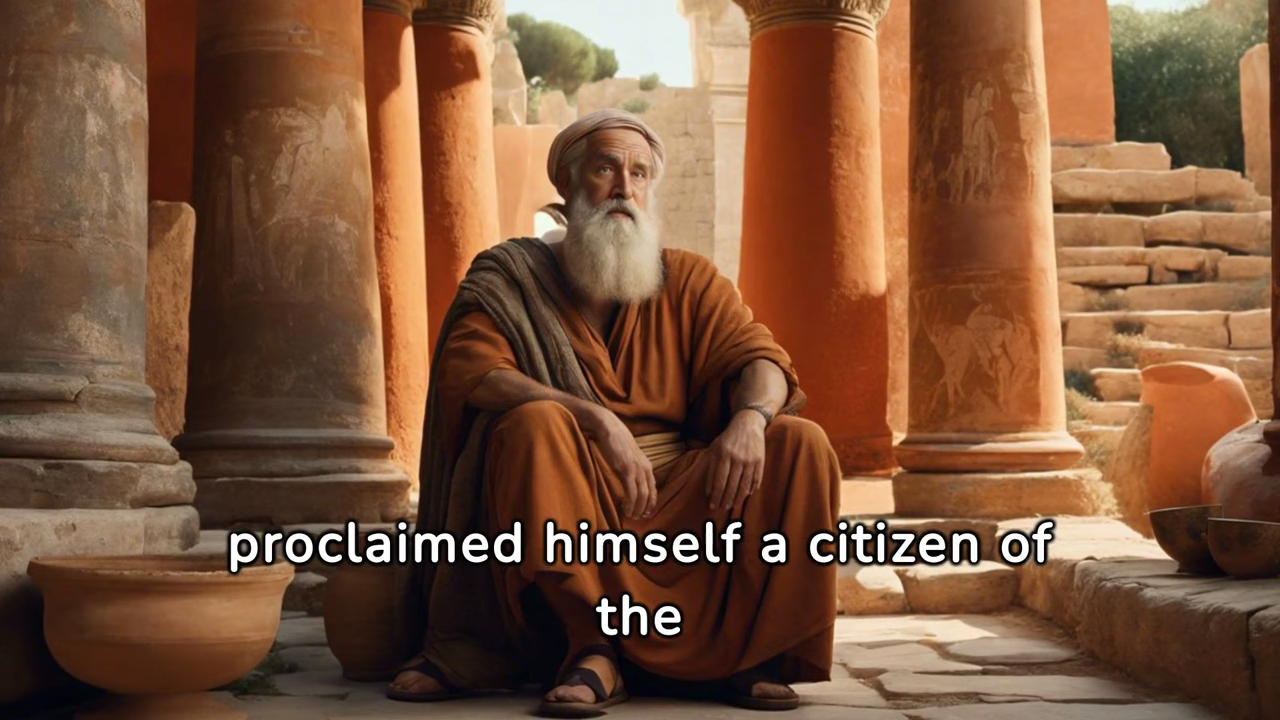 proclaimed himself a citizen of
the